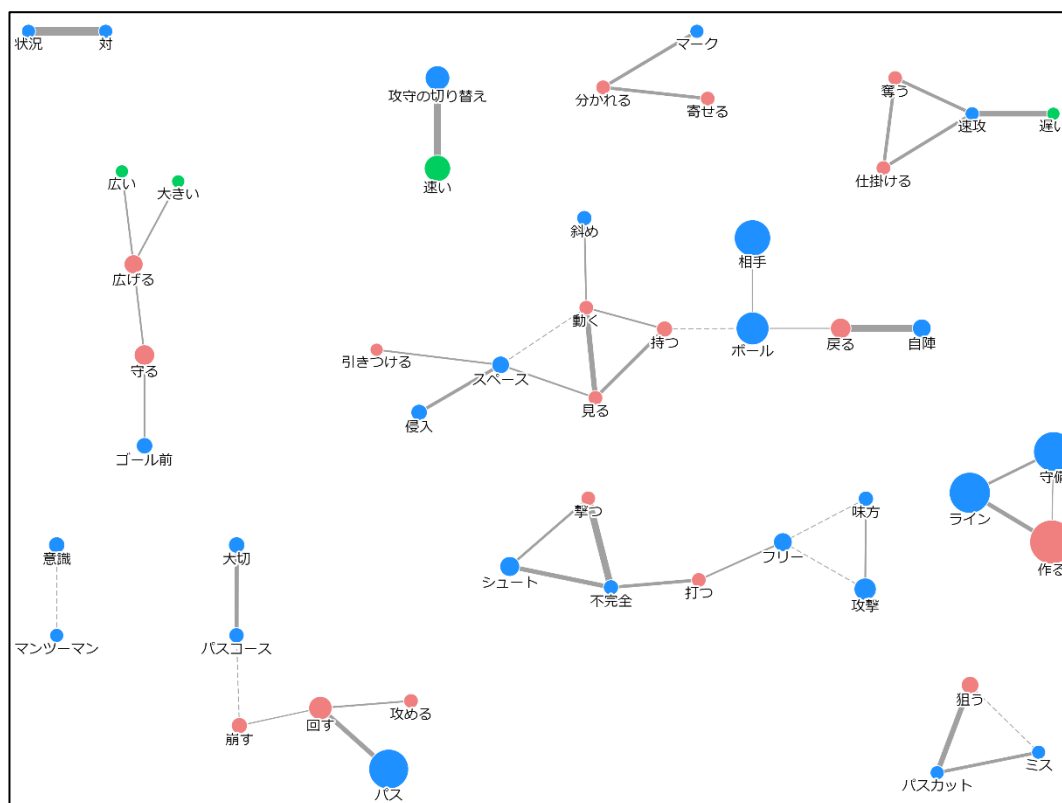 状況
対
マーク
攻守の切り替え
分かれる
寄せる
奪う
速攻
遅い
仕掛ける
速い
広い
大きい
斜め
相手
広げる
動く
持つ
ボール
戻る
自陣
引きつける
スペース
守る
見る
侵入
ゴール前
守備
ライン
撃つ
味方
フリー
作る
意識
大切
シュート
不完全
打つ
攻撃
マンツーマン
パスコース
狙う
攻める
回す
崩す
ミス
パスカット
パス